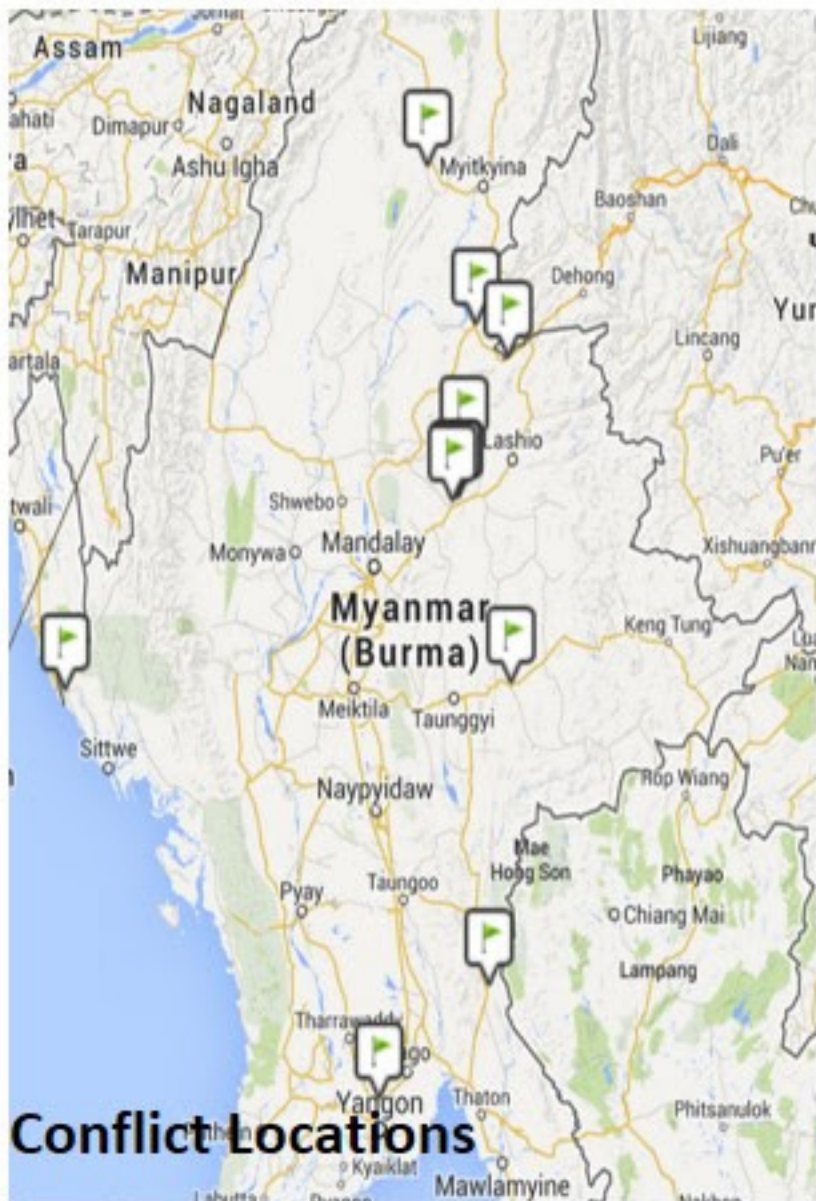 Assam
Lijiang
Nagaland
Dimapur
Ashu Igha
Myitkyina
Dali
Baoshan
Tarapur
Manipur
Dehong
Lincang
Lashio
Pu'er
Shwebo
Monywa
Mandalay
Myanmar
(Burma)
Keng Tung
Meiktila
Taunggyi
Sittwe
Naypyidaw
Rop Wiang
Mae
Hong Son
Phayao
Pyay
Taungoo
Chiang Mai
Lampang
Yangon
Thaton
Phitsanulok
Conflict Locations
Kyaiklat
Mawlamyine